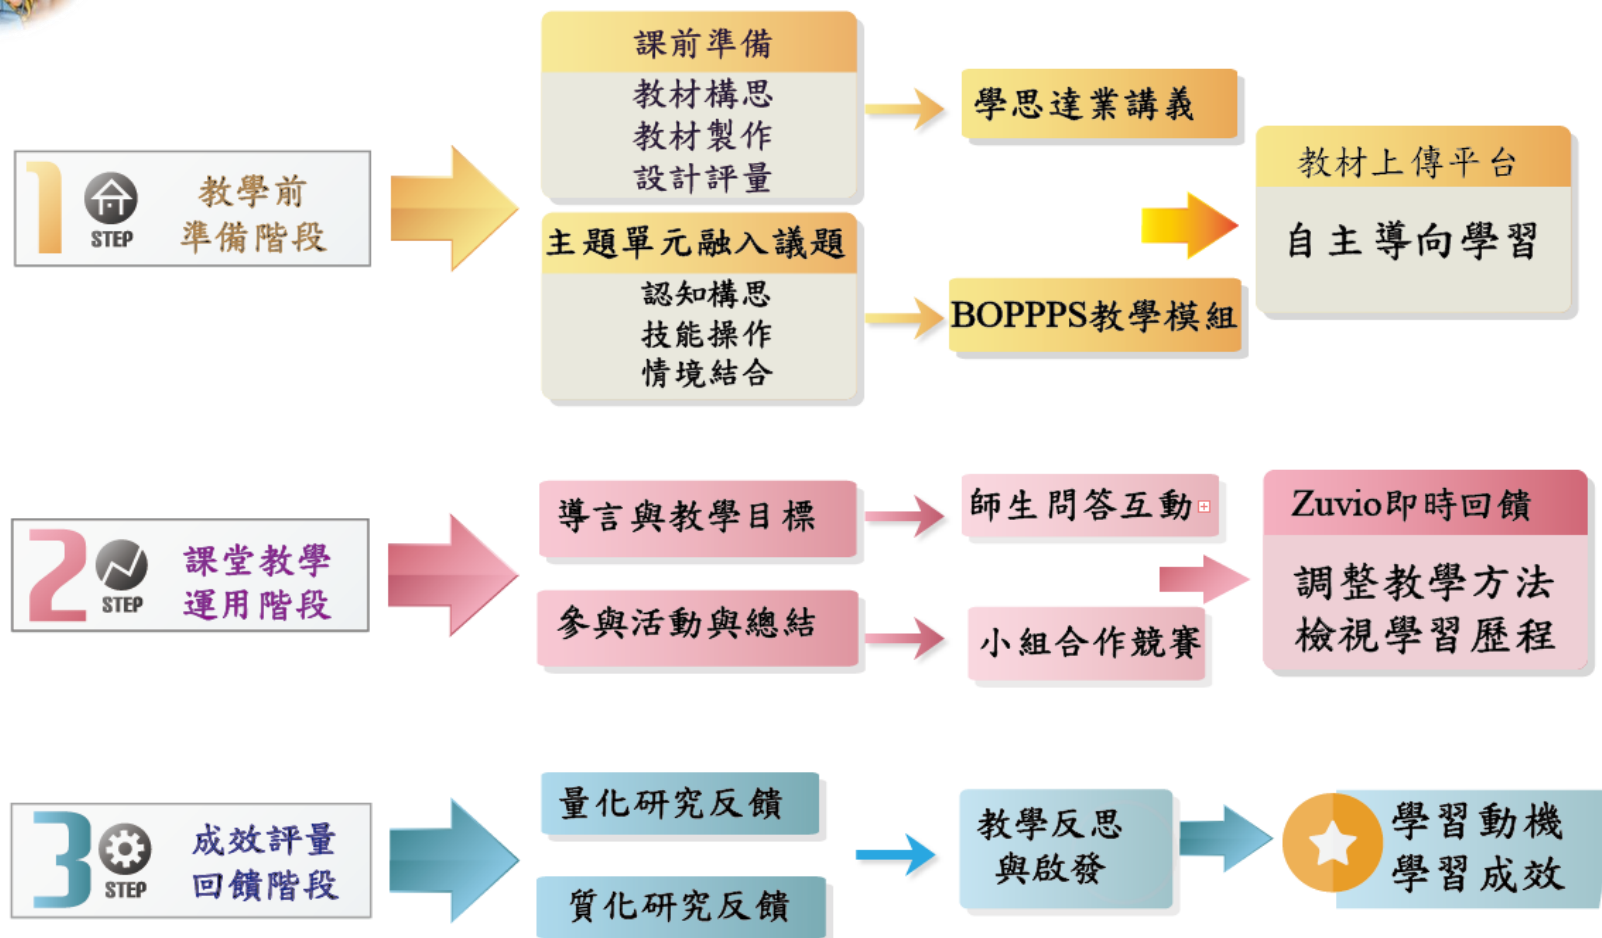 1
STEP
教學前
準備階段
課前準備
教材構思
教材製作
設計評量
主題單元融入議題
認知構思
技能操作
情境結合
學思達業講義
BOPPPS教學模組
教材上傳平台
自主導向學習
2
STEP
課堂教學
運用階段
導言與教學目標
參與活動與總結
師生問答互動
小組合作競賽
Zuvio即時回饋
調整教學方法
檢視學習歷程
3
STEP
成效評量
回饋階段
量化研究反饋
質化研究反饋
教學反思
與啟發
學習動機
學習成效